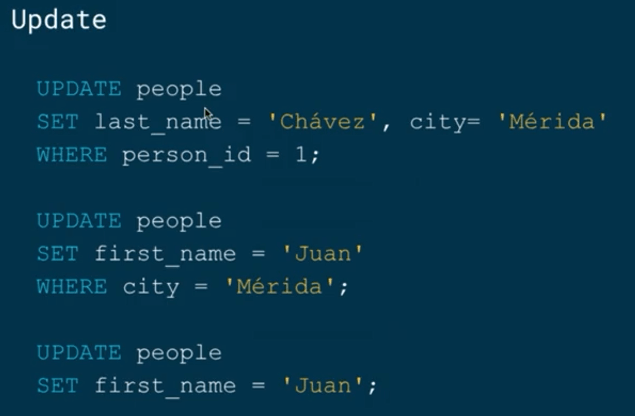 Update
UPDATE people
SET last_name = 'Chávez', city= 'Mérida'
WHERE person_id = 1;
UPDATE people
SET first_name = 'Juan'
WHERE city = 'Mérida';
UPDATE people
SET first_name = 'Juan';